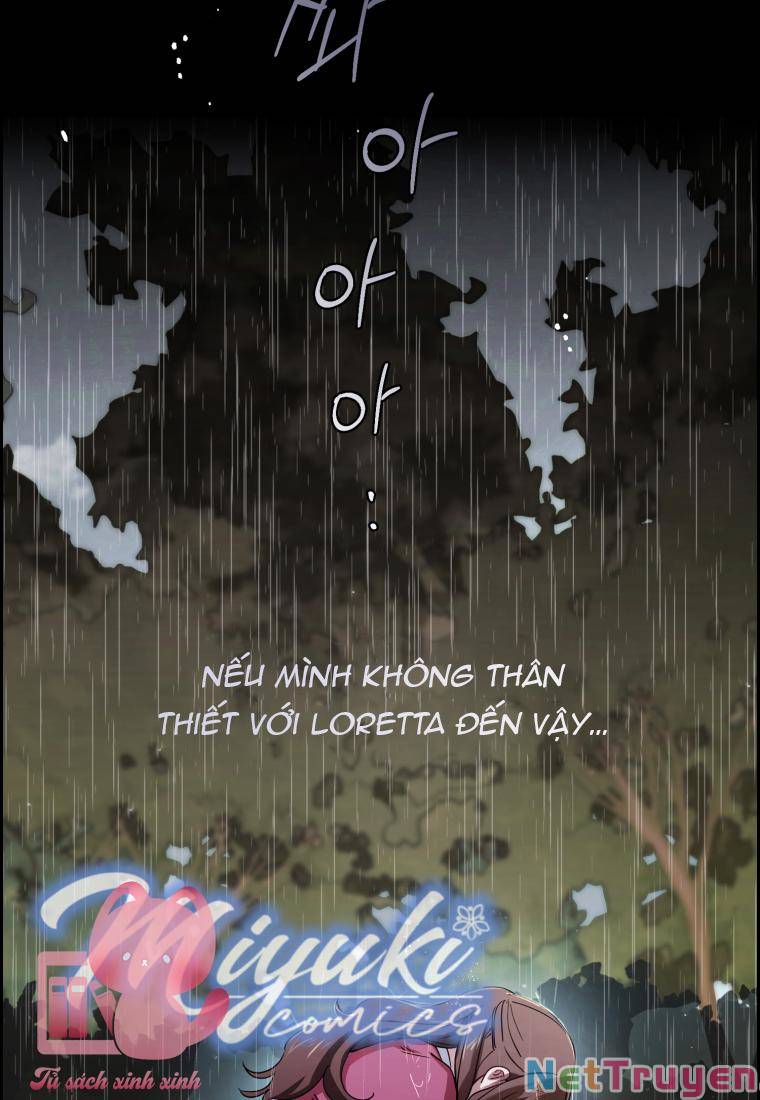 아
아
아
:
NẾU MÌNH KHÔNG THÂN
THIẾT VỚI LORETTA ĐẾN VẬY...
Miyuki
comics
Tủ sách xinh xinh
NetTruyen